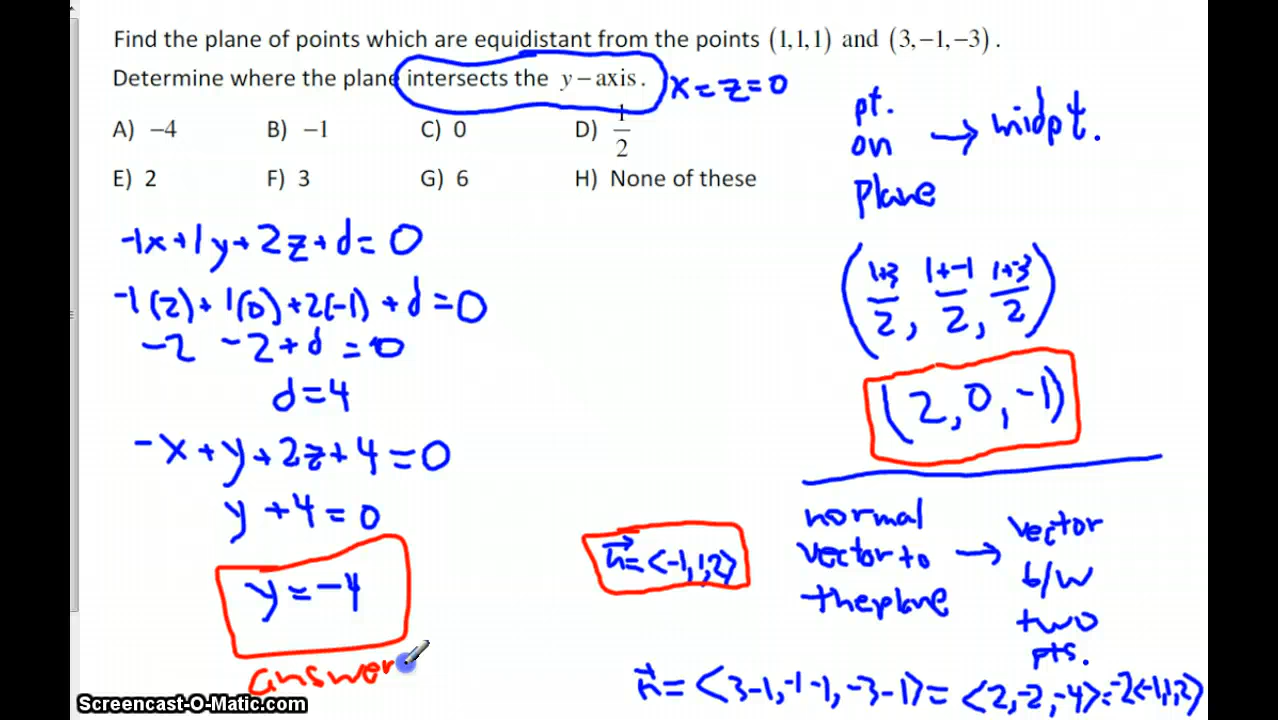 Find the plane of points which are equidistant from the points (1,1,1) and (3,−1,−3).
Determine where the plane intersects the y−axis. x=z=0
A) −4 B) −1 C) 0 D) 1/2
E) 2 F) 3 G) 6 H) None of these
-1x+1y+2z+d=0
-1(2)+1(0)+2(-1)+d=0
-2 -2+d=0
d=4
-x+y+2z+4=0
y+4=0
y=-4
answer
pt.
on → midpt.
plane
(1+3/2, 1+-1/2, 1+-3/2)
(2,0,-1)
normal
vector to →
the plane
vector
b/w
two
pts.
n⃗=<-1,1,2>
n⃗=<3-1,-1-1,-3-1>=<2,-2,-4>=-2<-1,1,2>
Screencast-O-Matic.com